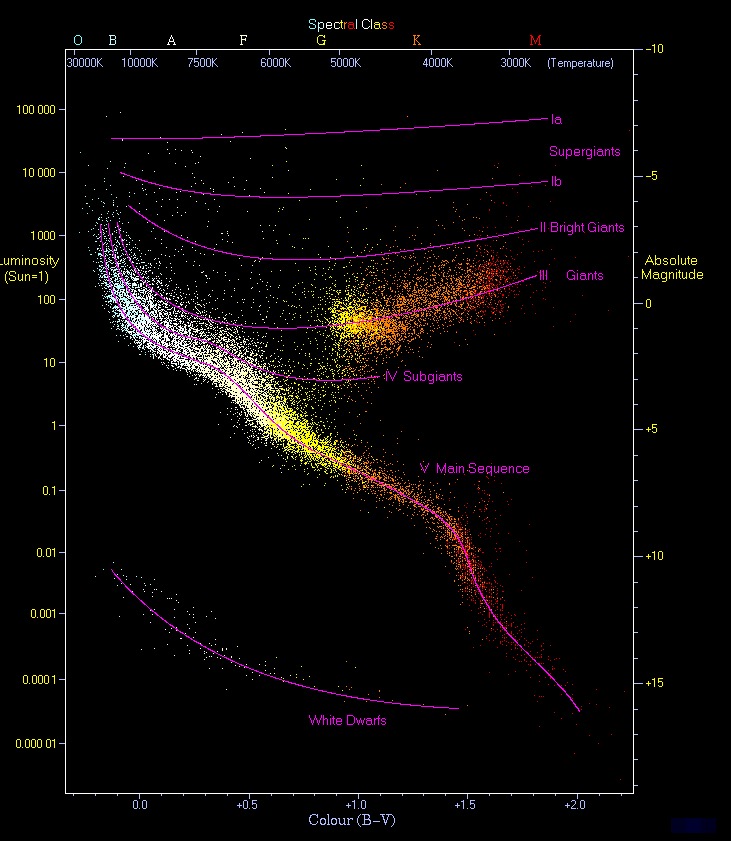 Spectral Class
O B A F G K M
30000K 10000K 7500K 6000K 5000K 4000K 3000K (Temperature)
-10
100 000
Ia
Supergiants
10 000
Ib
-5
II Bright Giants
1000
Luminosity
(Sun=1)
Absolute
Magnitude
III Giants
100
0
10
IV Subgiants
1
+5
V Main Sequence
0.1
0.01
+10
0.001
0.0001
+15
White Dwarfs
0.000 01
0.0 +0.5 +1.0 +1.5 +2.0
Colour (B-V)